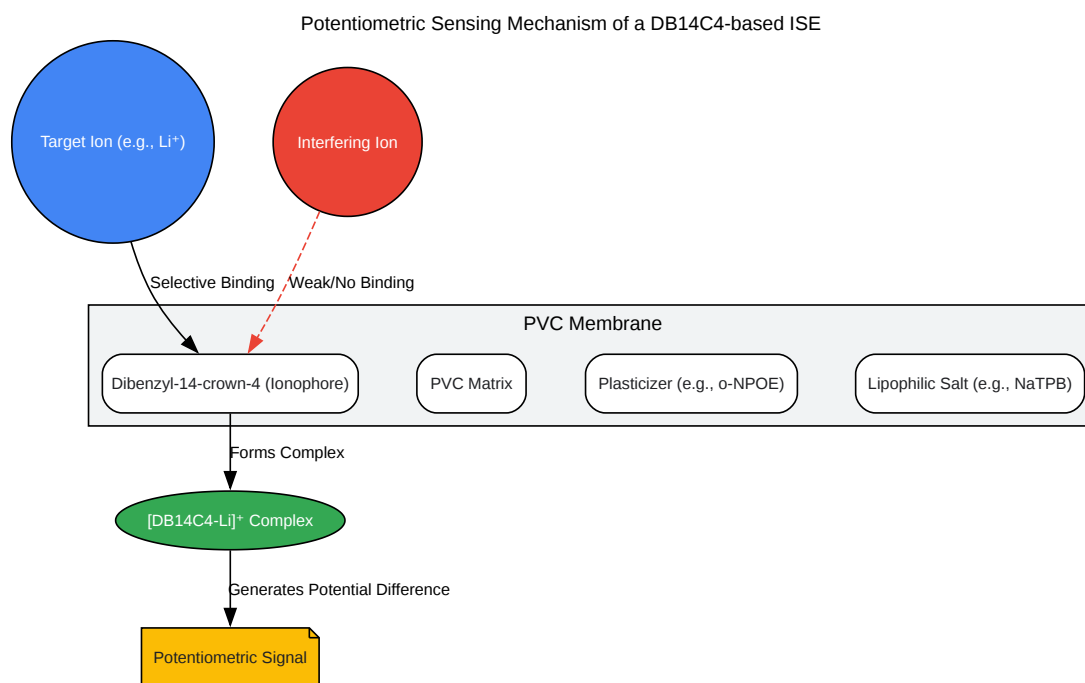 Potentiometric Sensing Mechanism of a DB14C4-based ISE
Target Ion (e.g., Li⁺)
Interfering Ion
Selective Binding
Weak/No Binding
PVC Membrane
Dibenzyl-14-crown-4 (Ionophore)
PVC Matrix
Plasticizer (e.g., o-NPOE)
Lipophilic Salt (e.g., NaTPB)
Forms Complex
[DB14C4-Li]⁺ Complex
Generates Potential Difference
Potentiometric Signal